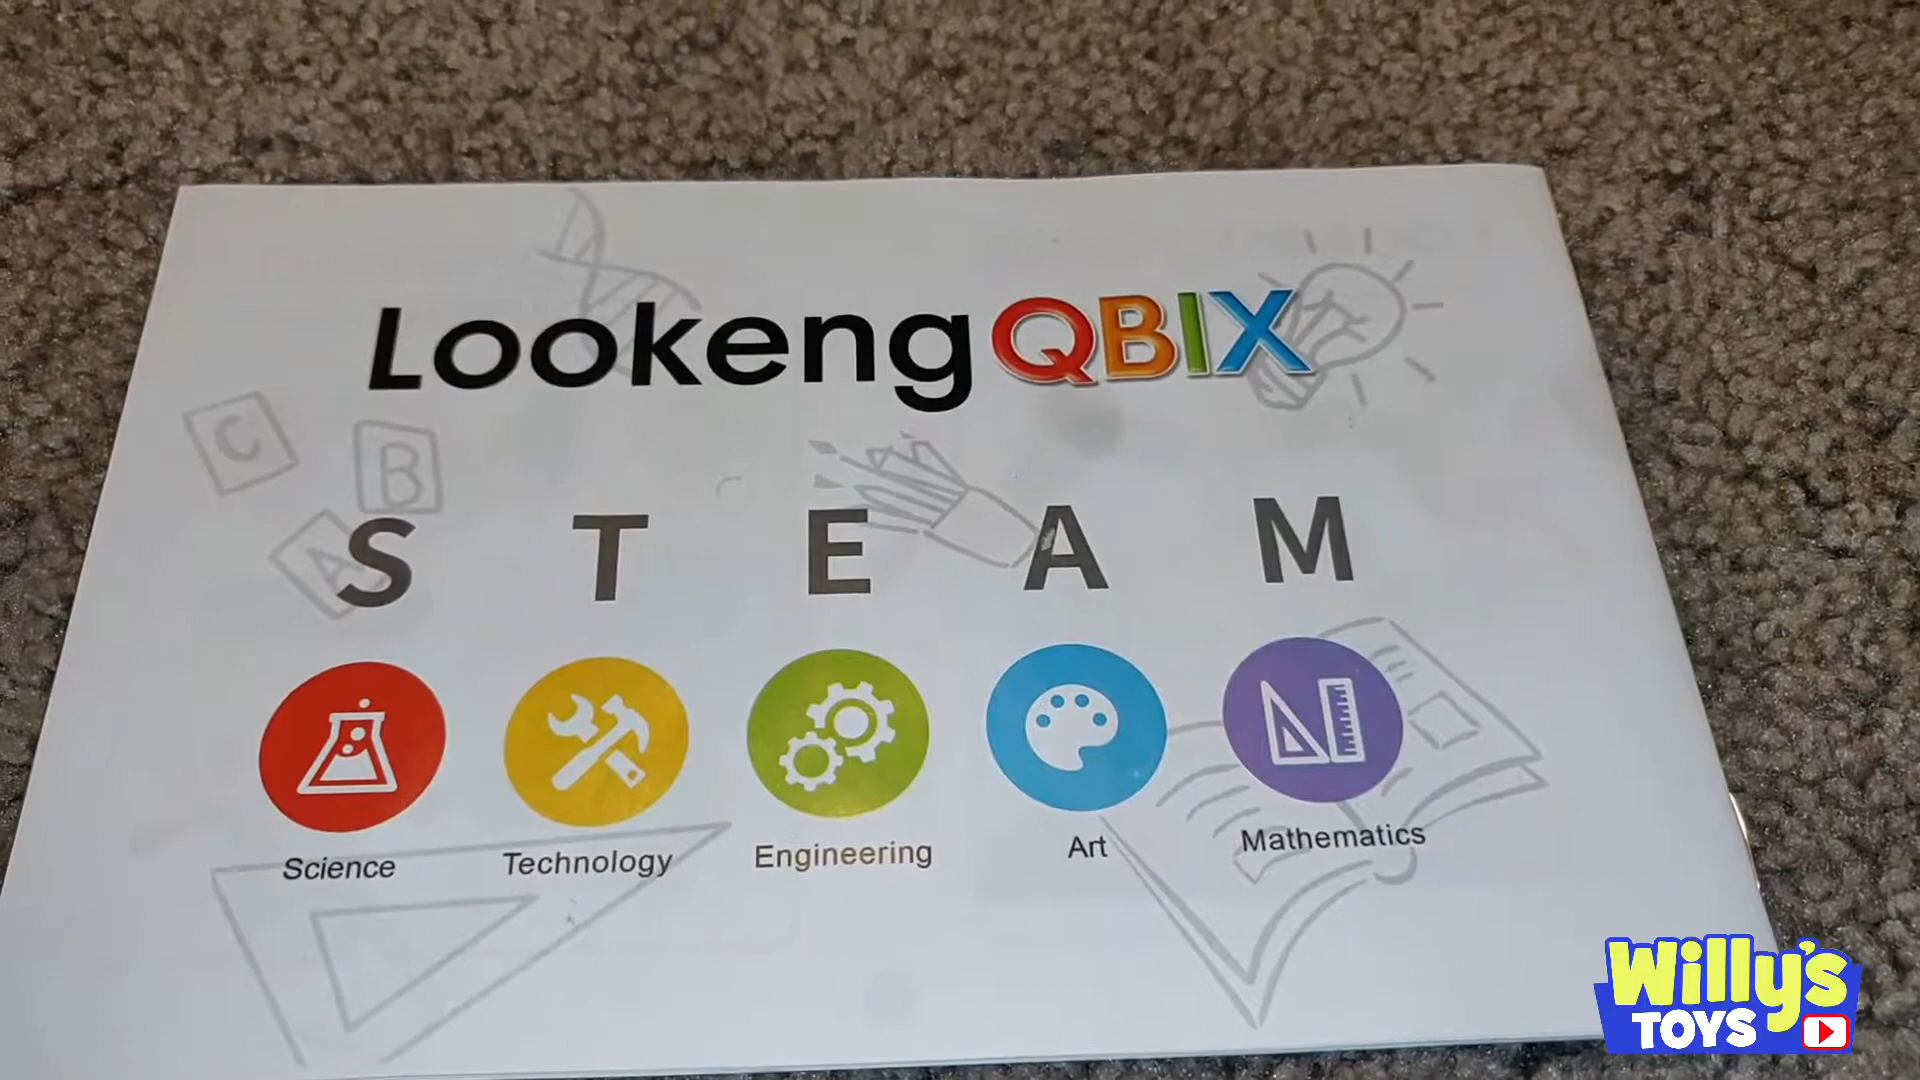 LookengQBIX
C
B
A
S T E A M
Science Technology Engineering Art Mathematics
Willy's
TOYS